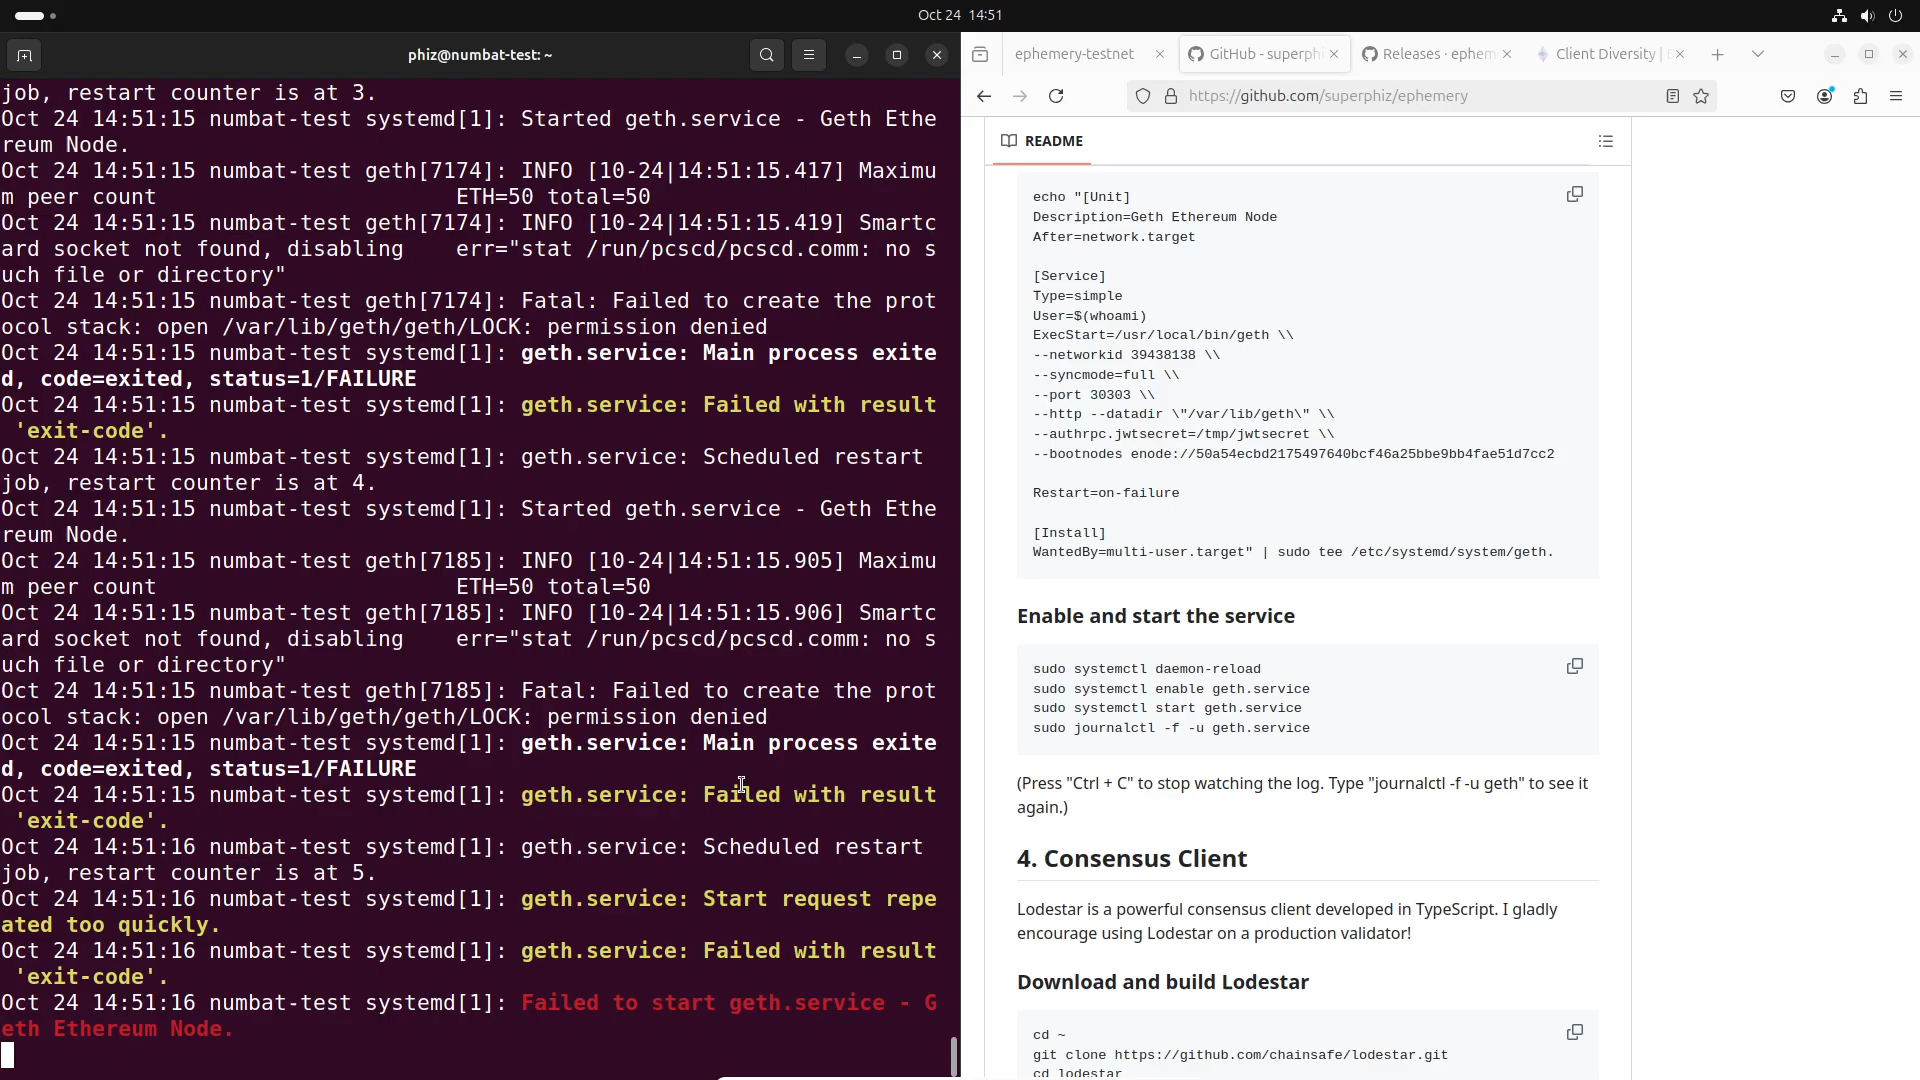 Oct 24  14:51
phiz@numbat-test: ~
job, restart counter is at 3.
Oct 24 14:51:15 numbat-test systemd[1]: Started geth.service - Geth Ethe
reum Node.
Oct 24 14:51:15 numbat-test geth[7174]: INFO [10-24|14:51:15.417] Maximu
m peer count                       ETH=50 total=50
Oct 24 14:51:15 numbat-test geth[7174]: INFO [10-24|14:51:15.419] Smartc
ard socket not found, disabling    err="stat /run/pcscd/pcscd.comm: no s
uch file or directory"
Oct 24 14:51:15 numbat-test geth[7174]: Fatal: Failed to create the prot
ocol stack: open /var/lib/geth/geth/LOCK: permission denied
Oct 24 14:51:15 numbat-test systemd[1]: geth.service: Main process exite
d, code=exited, status=1/FAILURE
Oct 24 14:51:15 numbat-test systemd[1]: geth.service: Failed with result
 'exit-code'.
Oct 24 14:51:15 numbat-test systemd[1]: geth.service: Scheduled restart
job, restart counter is at 4.
Oct 24 14:51:15 numbat-test systemd[1]: Started geth.service - Geth Ethe
reum Node.
Oct 24 14:51:15 numbat-test geth[7185]: INFO [10-24|14:51:15.905] Maximu
m peer count                       ETH=50 total=50
Oct 24 14:51:15 numbat-test geth[7185]: INFO [10-24|14:51:15.906] Smartc
ard socket not found, disabling    err="stat /run/pcscd/pcscd.comm: no s
uch file or directory"
Oct 24 14:51:15 numbat-test geth[7185]: Fatal: Failed to create the prot
ocol stack: open /var/lib/geth/geth/LOCK: permission denied
Oct 24 14:51:15 numbat-test systemd[1]: geth.service: Main process exite
d, code=exited, status=1/FAILURE
Oct 24 14:51:15 numbat-test systemd[1]: geth.service: Failed with result
 'exit-code'.
Oct 24 14:51:16 numbat-test systemd[1]: geth.service: Scheduled restart
job, restart counter is at 5.
Oct 24 14:51:16 numbat-test systemd[1]: geth.service: Start request repe
ated too quickly.
Oct 24 14:51:16 numbat-test systemd[1]: geth.service: Failed with result
 'exit-code'.
Oct 24 14:51:16 numbat-test systemd[1]: Failed to start geth.service - G
eth Ethereum Node.
ephemery-testnet
GitHub - superphi
Releases · ephem
Client Diversity | E
https://github.com/superphiz/ephemery
README
echo "[Unit]
Description=Geth Ethereum Node
After=network.target
[Service]
Type=simple
User=$(whoami)
ExecStart=/usr/local/bin/geth \\
--networkid 39438138 \\
--syncmode=full \\
--port 30303 \\
--http --datadir \"/var/lib/geth\" \\
--authrpc.jwtsecret=/tmp/jwtsecret \\
--bootnodes enode://50a54ecbd2175497640bcf46a25bbe9bb4fae51d7cc2
Restart=on-failure
[Install]
WantedBy=multi-user.target" | sudo tee /etc/systemd/system/geth.
Enable and start the service
sudo systemctl daemon-reload
sudo systemctl enable geth.service
sudo systemctl start geth.service
sudo journalctl -f -u geth.service
(Press "Ctrl + C" to stop watching the log. Type "journalctl -f -u geth" to see it
again.)
4. Consensus Client
Lodestar is a powerful consensus client developed in TypeScript. I gladly
encourage using Lodestar on a production validator!
Download and build Lodestar
cd ~
git clone https://github.com/chainsafe/lodestar.git
cd lodestar